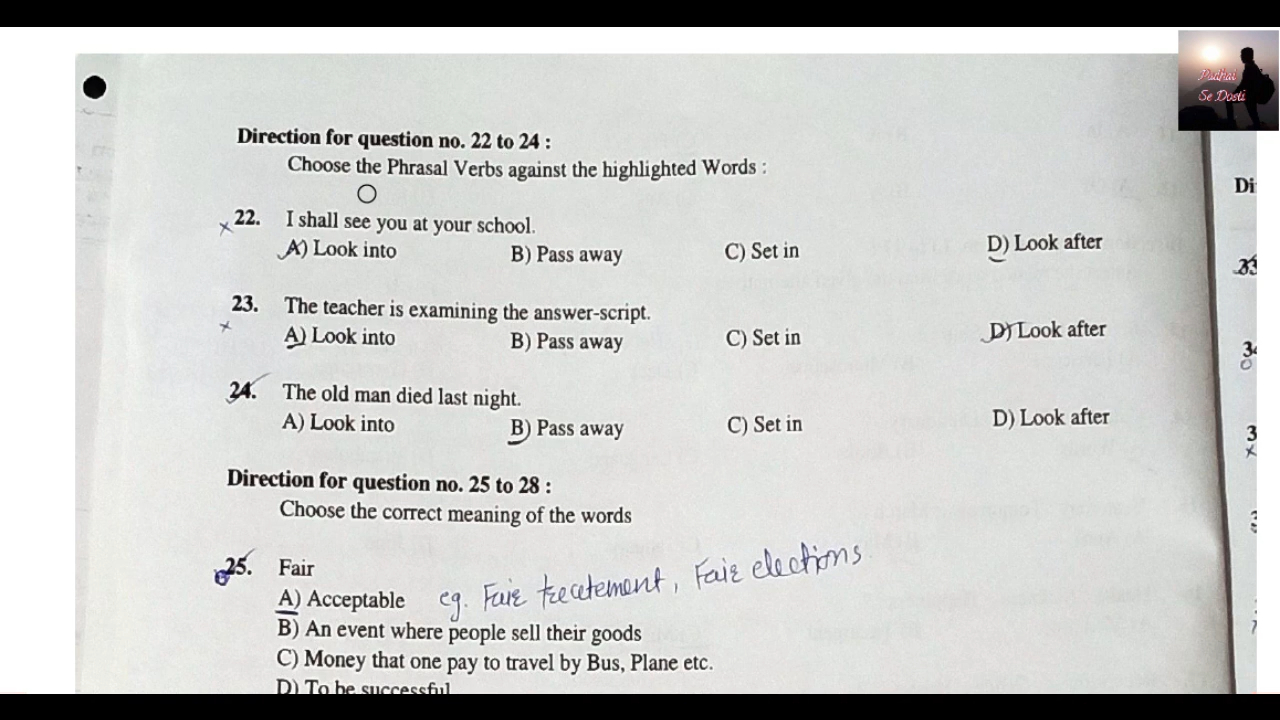 Padhai
Se Dosti
Direction for question no. 22 to 24 :
Choose the Phrasal Verbs against the highlighted Words :
22. I shall see you at your school.
A) Look into B) Pass away C) Set in D) Look after
23. The teacher is examining the answer-script.
A) Look into B) Pass away C) Set in D) Look after
24. The old man died last night.
A) Look into B) Pass away C) Set in D) Look after
Direction for question no. 25 to 28 :
Choose the correct meaning of the words
25. Fair
A) Acceptable eg. Fair treatement, Fair elections
B) An event where people sell their goods
C) Money that one pay to travel by Bus, Plane etc.
D) To be successful
Di
33